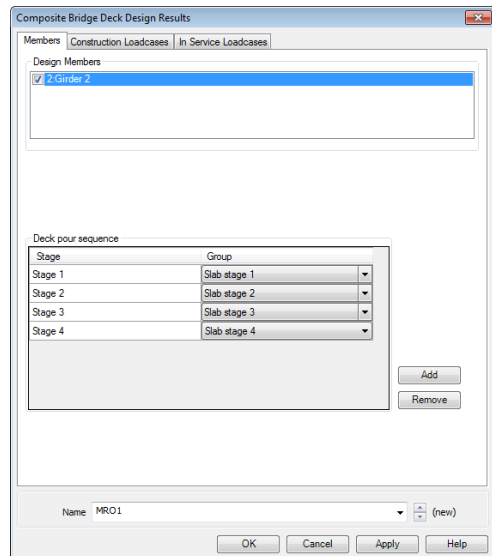 Composite Bridge Deck Design Results
Members Construction Loadcases In Service Loadcases
Design Members
2:Girder 2
Deck pour sequence
Stage Group
Stage 1 Slab stage 1
Stage 2 Slab stage 2
Stage 3 Slab stage 3
Stage 4 Slab stage 4
Add
Remove
Name MRO1 (new)
OK Cancel Apply Help